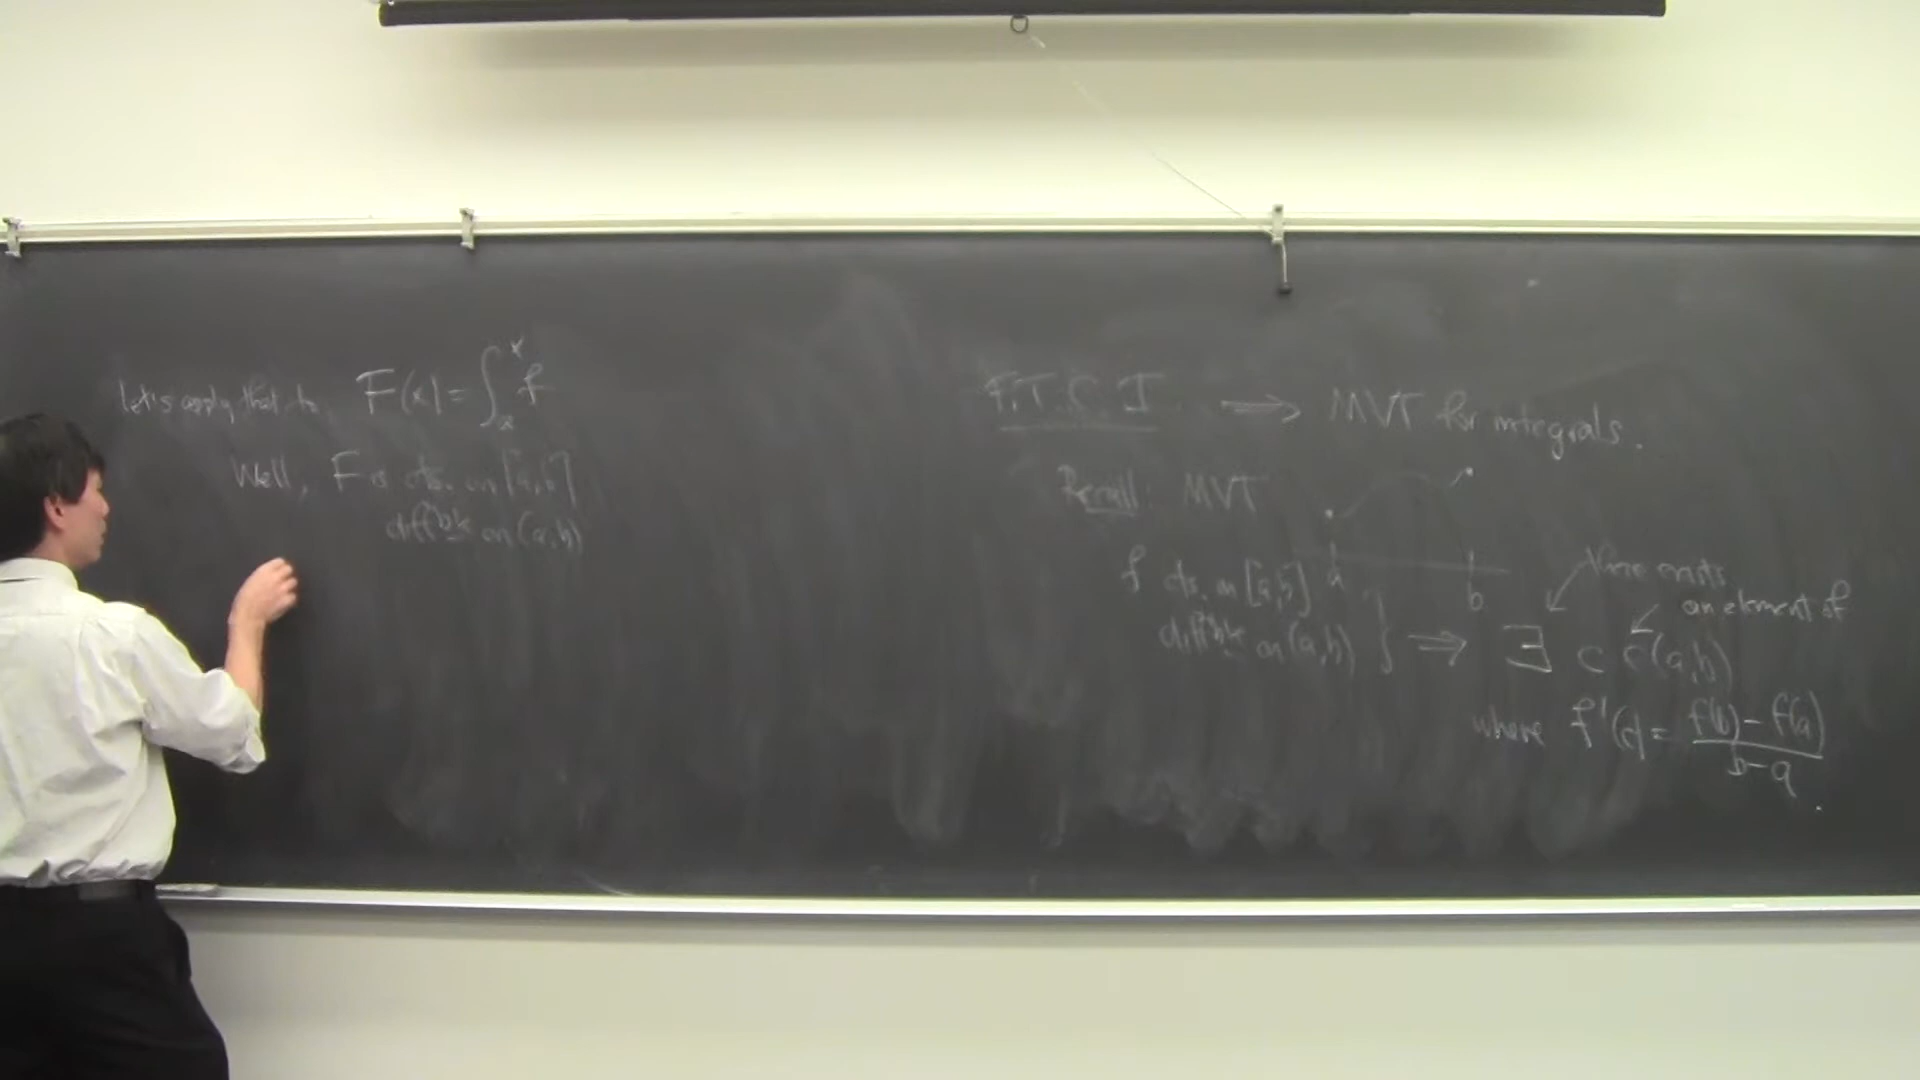 Let's apply that to F(x) = ∫ₐˣ f
Well, F is cts. on [a,b]
diff'ble on (a,b)
F.T.C. I ⟹ MVT for integrals.
Recall: MVT
a b
f cts. on [a,b]
diff'ble on (a,b) } ⟹ ∃ c ∈ (a,b)
there exists
an element of
where f'(c) = f(b) - f(a) / b - a .